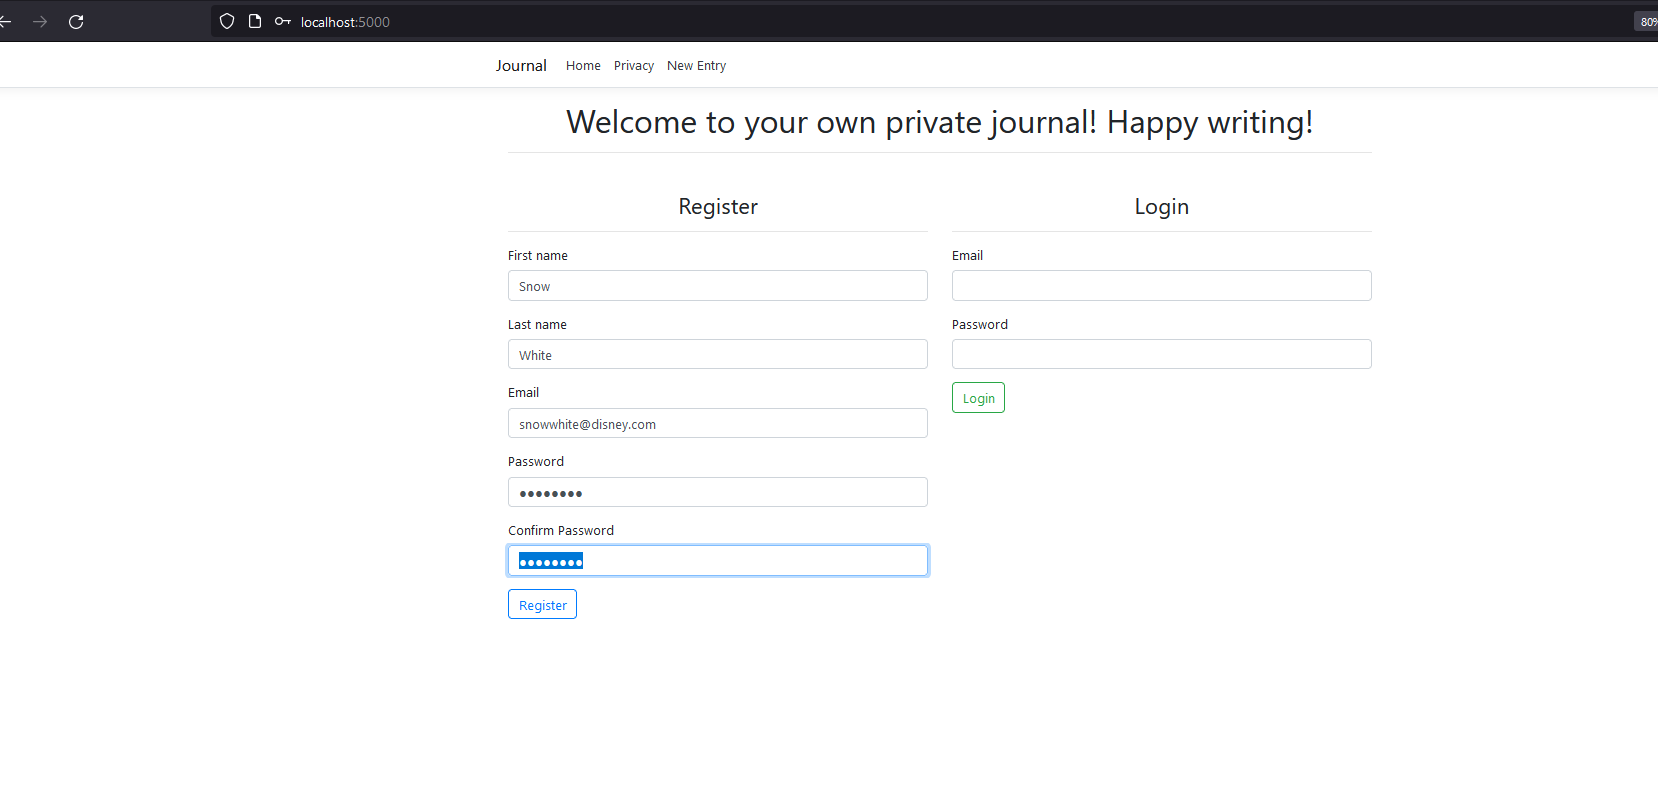 localhost:5000
80%
Journal Home Privacy New Entry
Welcome to your own private journal! Happy writing!
Register
First name
Snow
Last name
White
Email
snowwhite@disney.com
Password
●●●●●●●●
Confirm Password
●●●●●●●●
Register
Login
Email
Password
Login